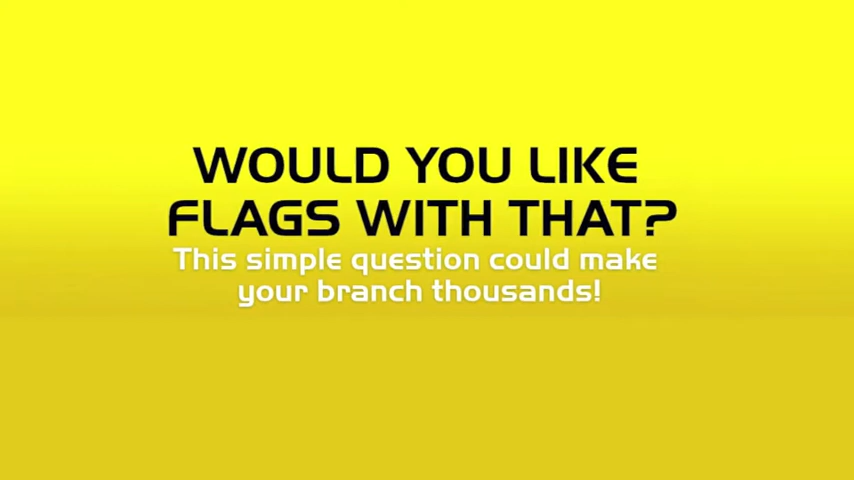 WOULD YOU LIKE
FLAGS WITH THAT?
This simple question could make
your branch thousands!